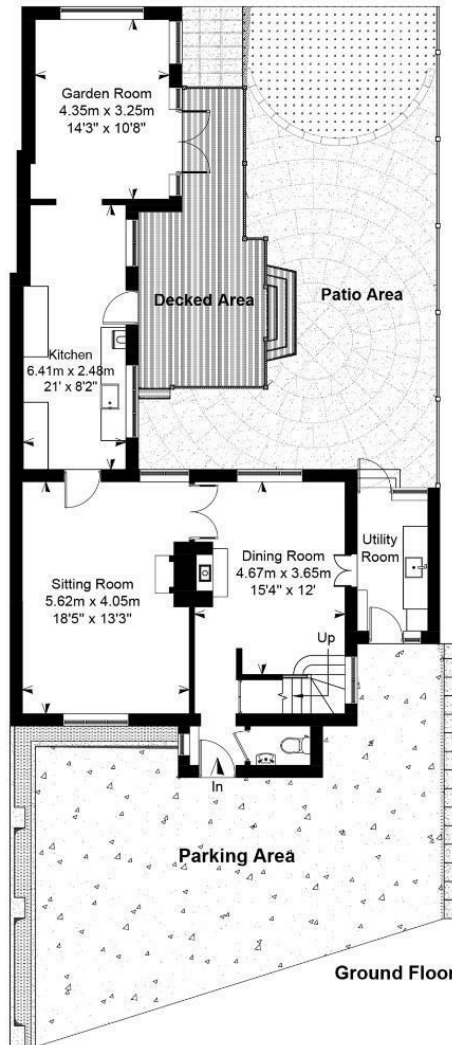 Garden Room
4.35m x 3.25m
14'3" x 10'8"
Decked Area
Patio Area
Kitchen
6.41m x 2.48m
21' x 8'2"
Utility
Room
Dining Room
4.67m x 3.65m
15'4" x 12'
Sitting Room
5.62m x 4.05m
18'5" x 13'3"
Up
In
Parking Area
Ground Floor